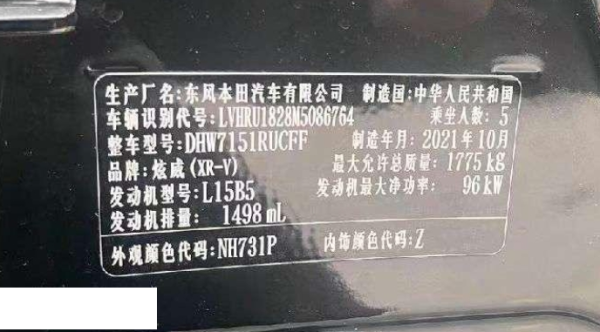 生产厂名:东风本田汽车有限公司 制造国:中华人民共和国
车辆识别代号:LVHRU1828N5086764 乘坐人数:5
整车型号:DHW7151RUCFF 制造年月:2021年10月
品牌:炫威(XR-V) 最大允许总质量:1775kg
发动机型号:L15B5 发动机最大净功率:96kW
发动机排量:1498mL
外观颜色代码:NH731P 内饰颜色代码:Z